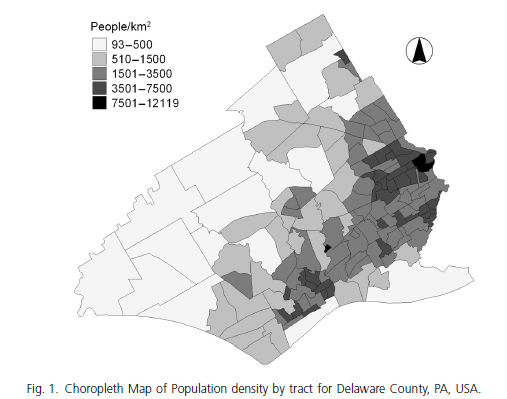 People/km²
93–500
510–1500
1501–3500
3501–7500
7501–12119
Fig. 1. Choropleth Map of Population density by tract for Delaware County, PA, USA.